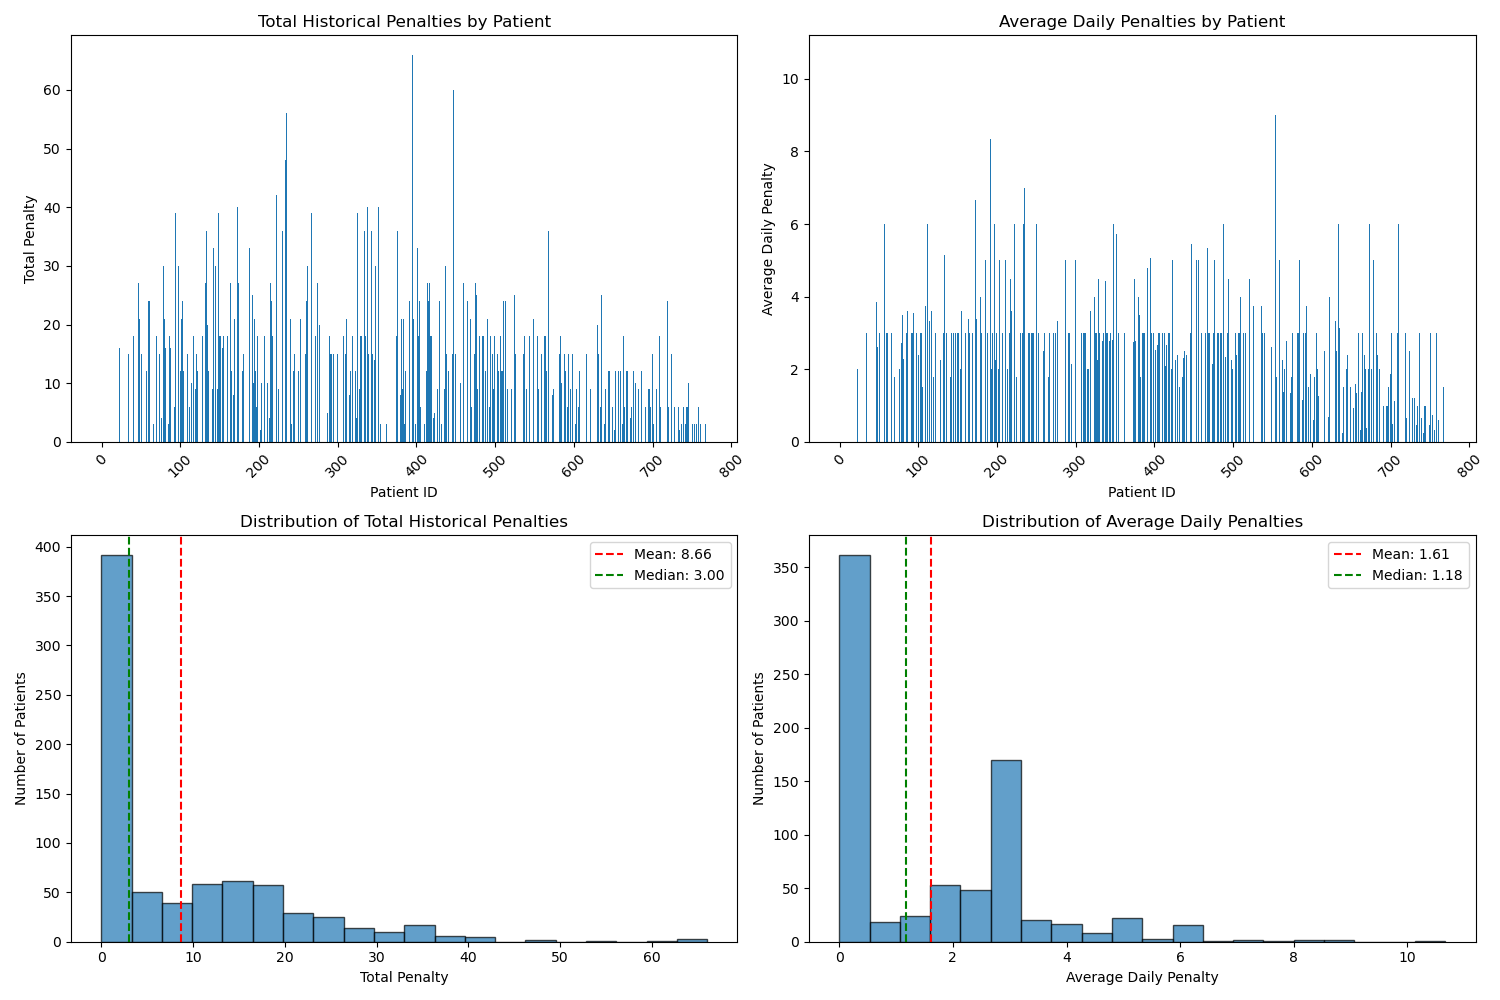 Total Historical Penalties by Patient
Total Penalty
60
50
40
30
20
10
0
0 100 200 300 400 500 600 700 800
Patient ID
Average Daily Penalties by Patient
Average Daily Penalty
10
8
6
4
2
0
0 100 200 300 400 500 600 700 800
Patient ID
Distribution of Total Historical Penalties
Mean: 8.66
Median: 3.00
Number of Patients
400
350
300
250
200
150
100
50
0
0 10 20 30 40 50 60
Total Penalty
Distribution of Average Daily Penalties
Mean: 1.61
Median: 1.18
Number of Patients
350
300
250
200
150
100
50
0
0 2 4 6 8 10
Average Daily Penalty